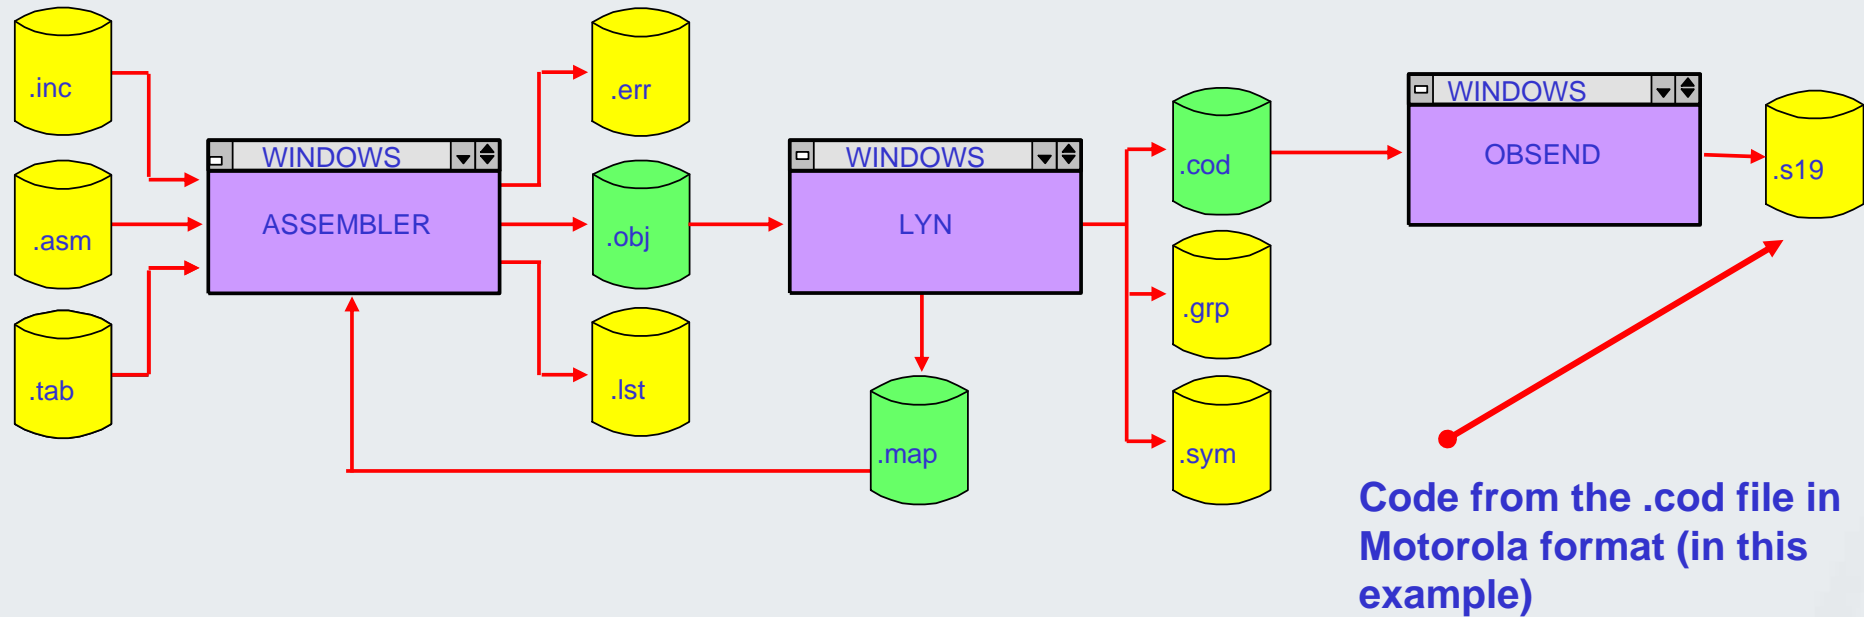 .inc
.asm
.tab
WINDOWS
ASSEMBLER
.err
.obj
.lst
WINDOWS
LYN
.map
.cod
.grp
.sym
WINDOWS
OBSEND
.s19
Code from the .cod file in
Motorola format (in this
example)